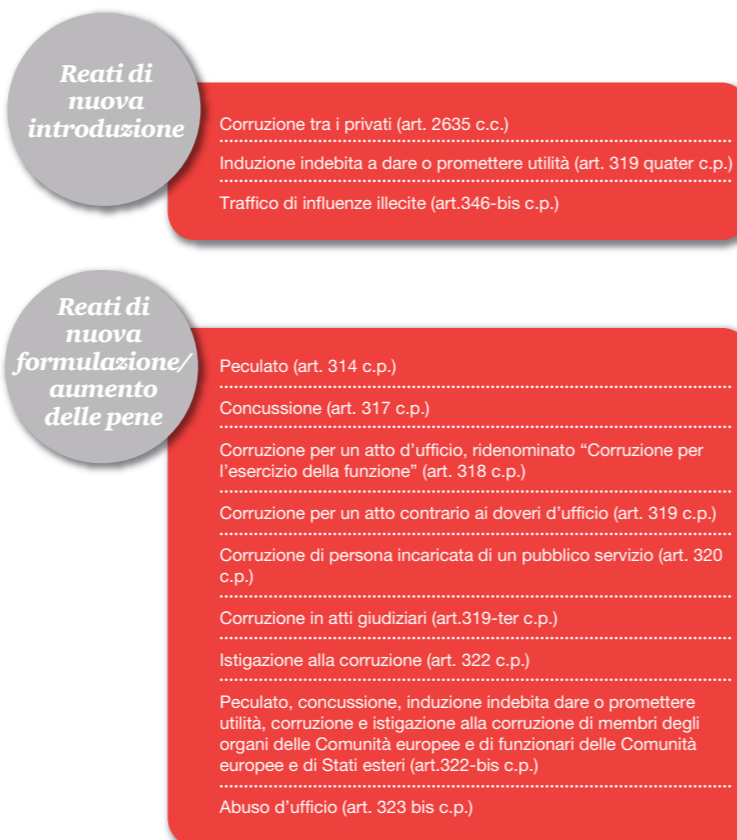 Reati di
nuova
introduzione
Corruzione tra i privati (art. 2635 c.c.)
Induzione indebita a dare o promettere utilità (art. 319 quater c.p.)
Traffico di influenze illecite (art.346-bis c.p.)
Reati di
nuova
formulazione/
aumento
delle pene
Peculato (art. 314 c.p.)
Concussione (art. 317 c.p.)
Corruzione per un atto d’ufficio, ridenominato “Corruzione per
l’esercizio della funzione” (art. 318 c.p.)
Corruzione per un atto contrario ai doveri d’ufficio (art. 319 c.p.)
Corruzione di persona incaricata di un pubblico servizio (art. 320
c.p.)
Corruzione in atti giudiziari (art.319-ter c.p.)
Istigazione alla corruzione (art. 322 c.p.)
Peculato, concussione, induzione indebita dare o promettere
utilità, corruzione e istigazione alla corruzione di membri degli
organi delle Comunità europee e di funzionari delle Comunità
europee e di Stati esteri (art.322-bis c.p.)
Abuso d’ufficio (art. 323 bis c.p.)